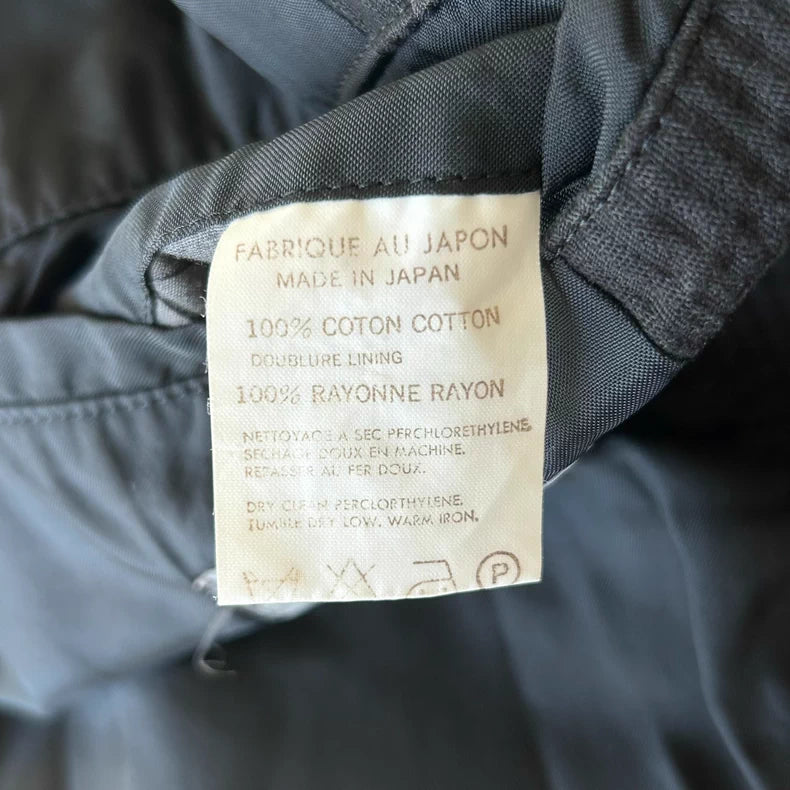 FABRIQUE AU JAPON
MADE IN JAPAN
100% COTON COTTON
DOUBLURE LINING
100% RAYONNE RAYON
NETTOYAGE A SEC PERCHLORETHYLENE.
SECHAGE DOUX EN MACHINE.
REPASSER AU FER DOUX.
DRY CLEAN PERCLORTHYLENE.
TUMBLE DRY LOW. WARM IRON.
P